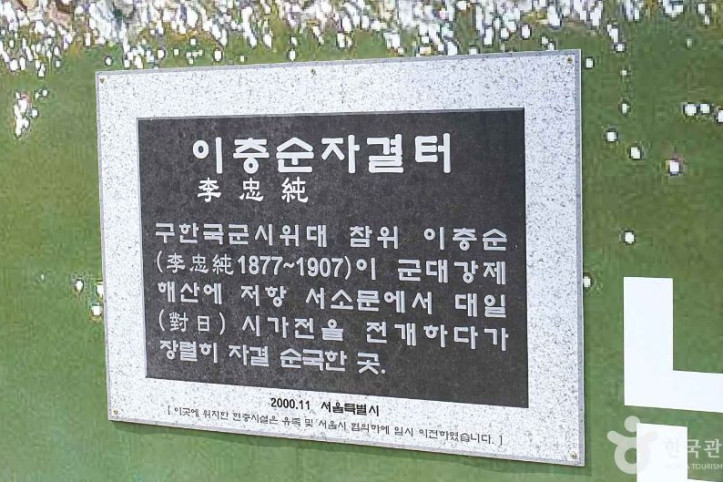 이충순자결터
李忠純
구한국군시위대 참위 이충순
(李忠純1877~1907)이 군대강제
해산에 저항 서소문에서 대일
(對日) 시가전을 전개하다가
장렬히 자결 순국한 곳.
2000.11 서울특별시
[ 이곳에 위치한 현충시설은 유족 및 서울시 협의하에 임시 이전하였습니다. ]
한국관
TOURISM